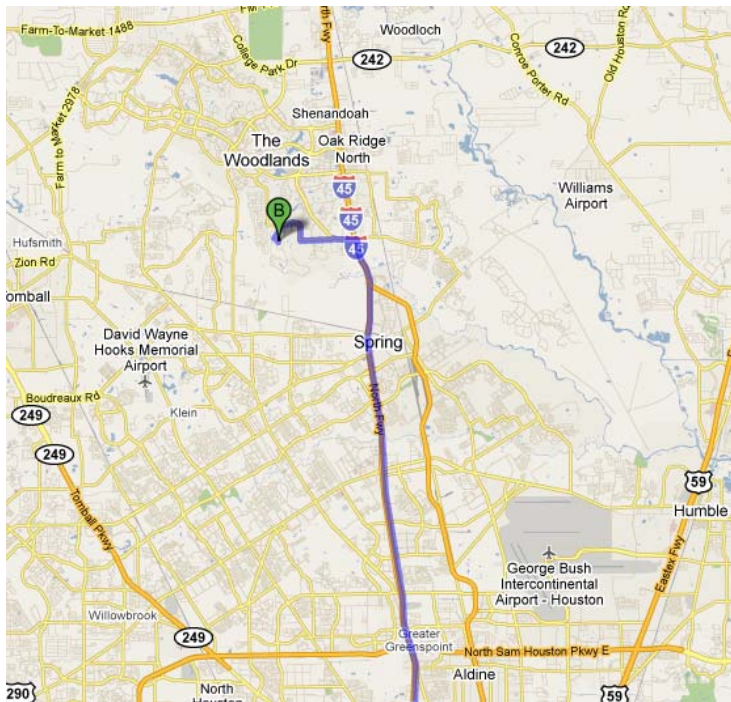 Farm-To-Market 1488
College Park Dr
North Fwy
Woodloch
242
242
Old Houston Rd
Conroe Porter Rd
Farm to Market 2978
Shenandoah
The
Woodlands
Oak Ridge
North
45
45
45
Williams
Airport
B
Hufsmith
Zion Rd
David Wayne
Hooks Memorial
Airport
Spring
Boudreaux Rd
249
Klein
North Fwy
249
Tomball Pkwy
59
Humble
George Bush
Intercontinental
Airport - Houston
Eastex Fwy
Willowbrook
249
Greater
Greenspoint
North Sam Houston Pkwy E
Aldine
290
North
59